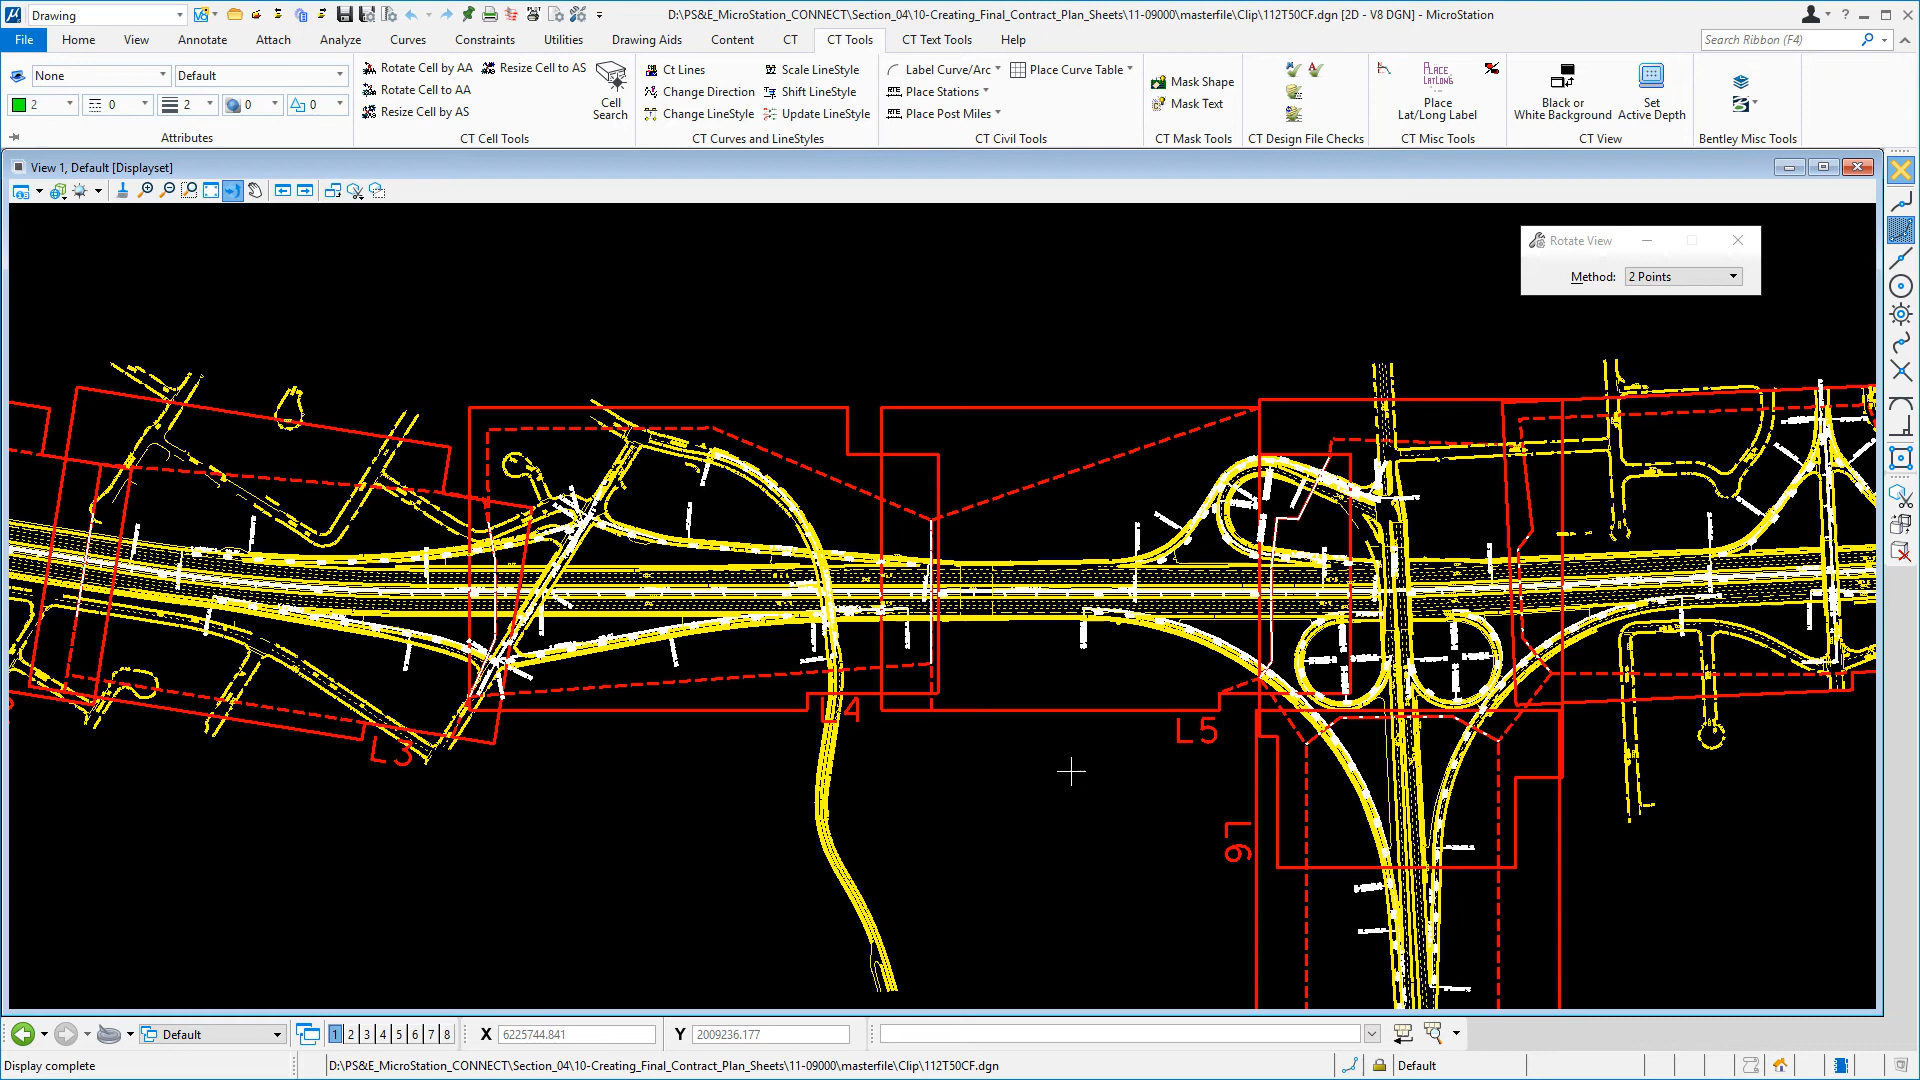 Drawing
D:\PS&E_MicroStation_CONNECT\Section_04\10-Creating_Final_Contract_Plan_Sheets\11-09000\masterfile\Clip\112T50CF.dgn [2D - V8 DGN] - MicroStation
File Home View Annotate Attach Analyze Curves Constraints Utilities Drawing Aids Content CT CT Tools CT Text Tools Help
Search Ribbon (F4)
None Default
2 0 2 0 0
Attributes
Rotate Cell by AA
Rotate Cell to AA
Resize Cell by AS
Resize Cell to AS
Cell
Search
CT Cell Tools
Ct Lines
Change Direction
Change LineStyle
Scale LineStyle
Shift LineStyle
Update LineStyle
CT Curves and LineStyles
Label Curve/Arc
Place Stations
Place Post Miles
Place Curve Table
CT Civil Tools
Mask Shape
Mask Text
CT Mask Tools
CT Design File Checks
PLACE
LATLONG
Place
Lat/Long Label
CT Misc Tools
Black or
White Background
Set
Active Depth
CT View
Bentley Misc Tools
View 1, Default [Displayset]
Rotate View
Method: 2 Points
L3
L4
L5
L6
Default
1 2 3 4 5 6 7 8
X 6225744.841
Y 2009236.177
Display complete
D:\PS&E_MicroStation_CONNECT\Section_04\10-Creating_Final_Contract_Plan_Sheets\11-09000\masterfile\Clip\112T50CF.dgn
Default